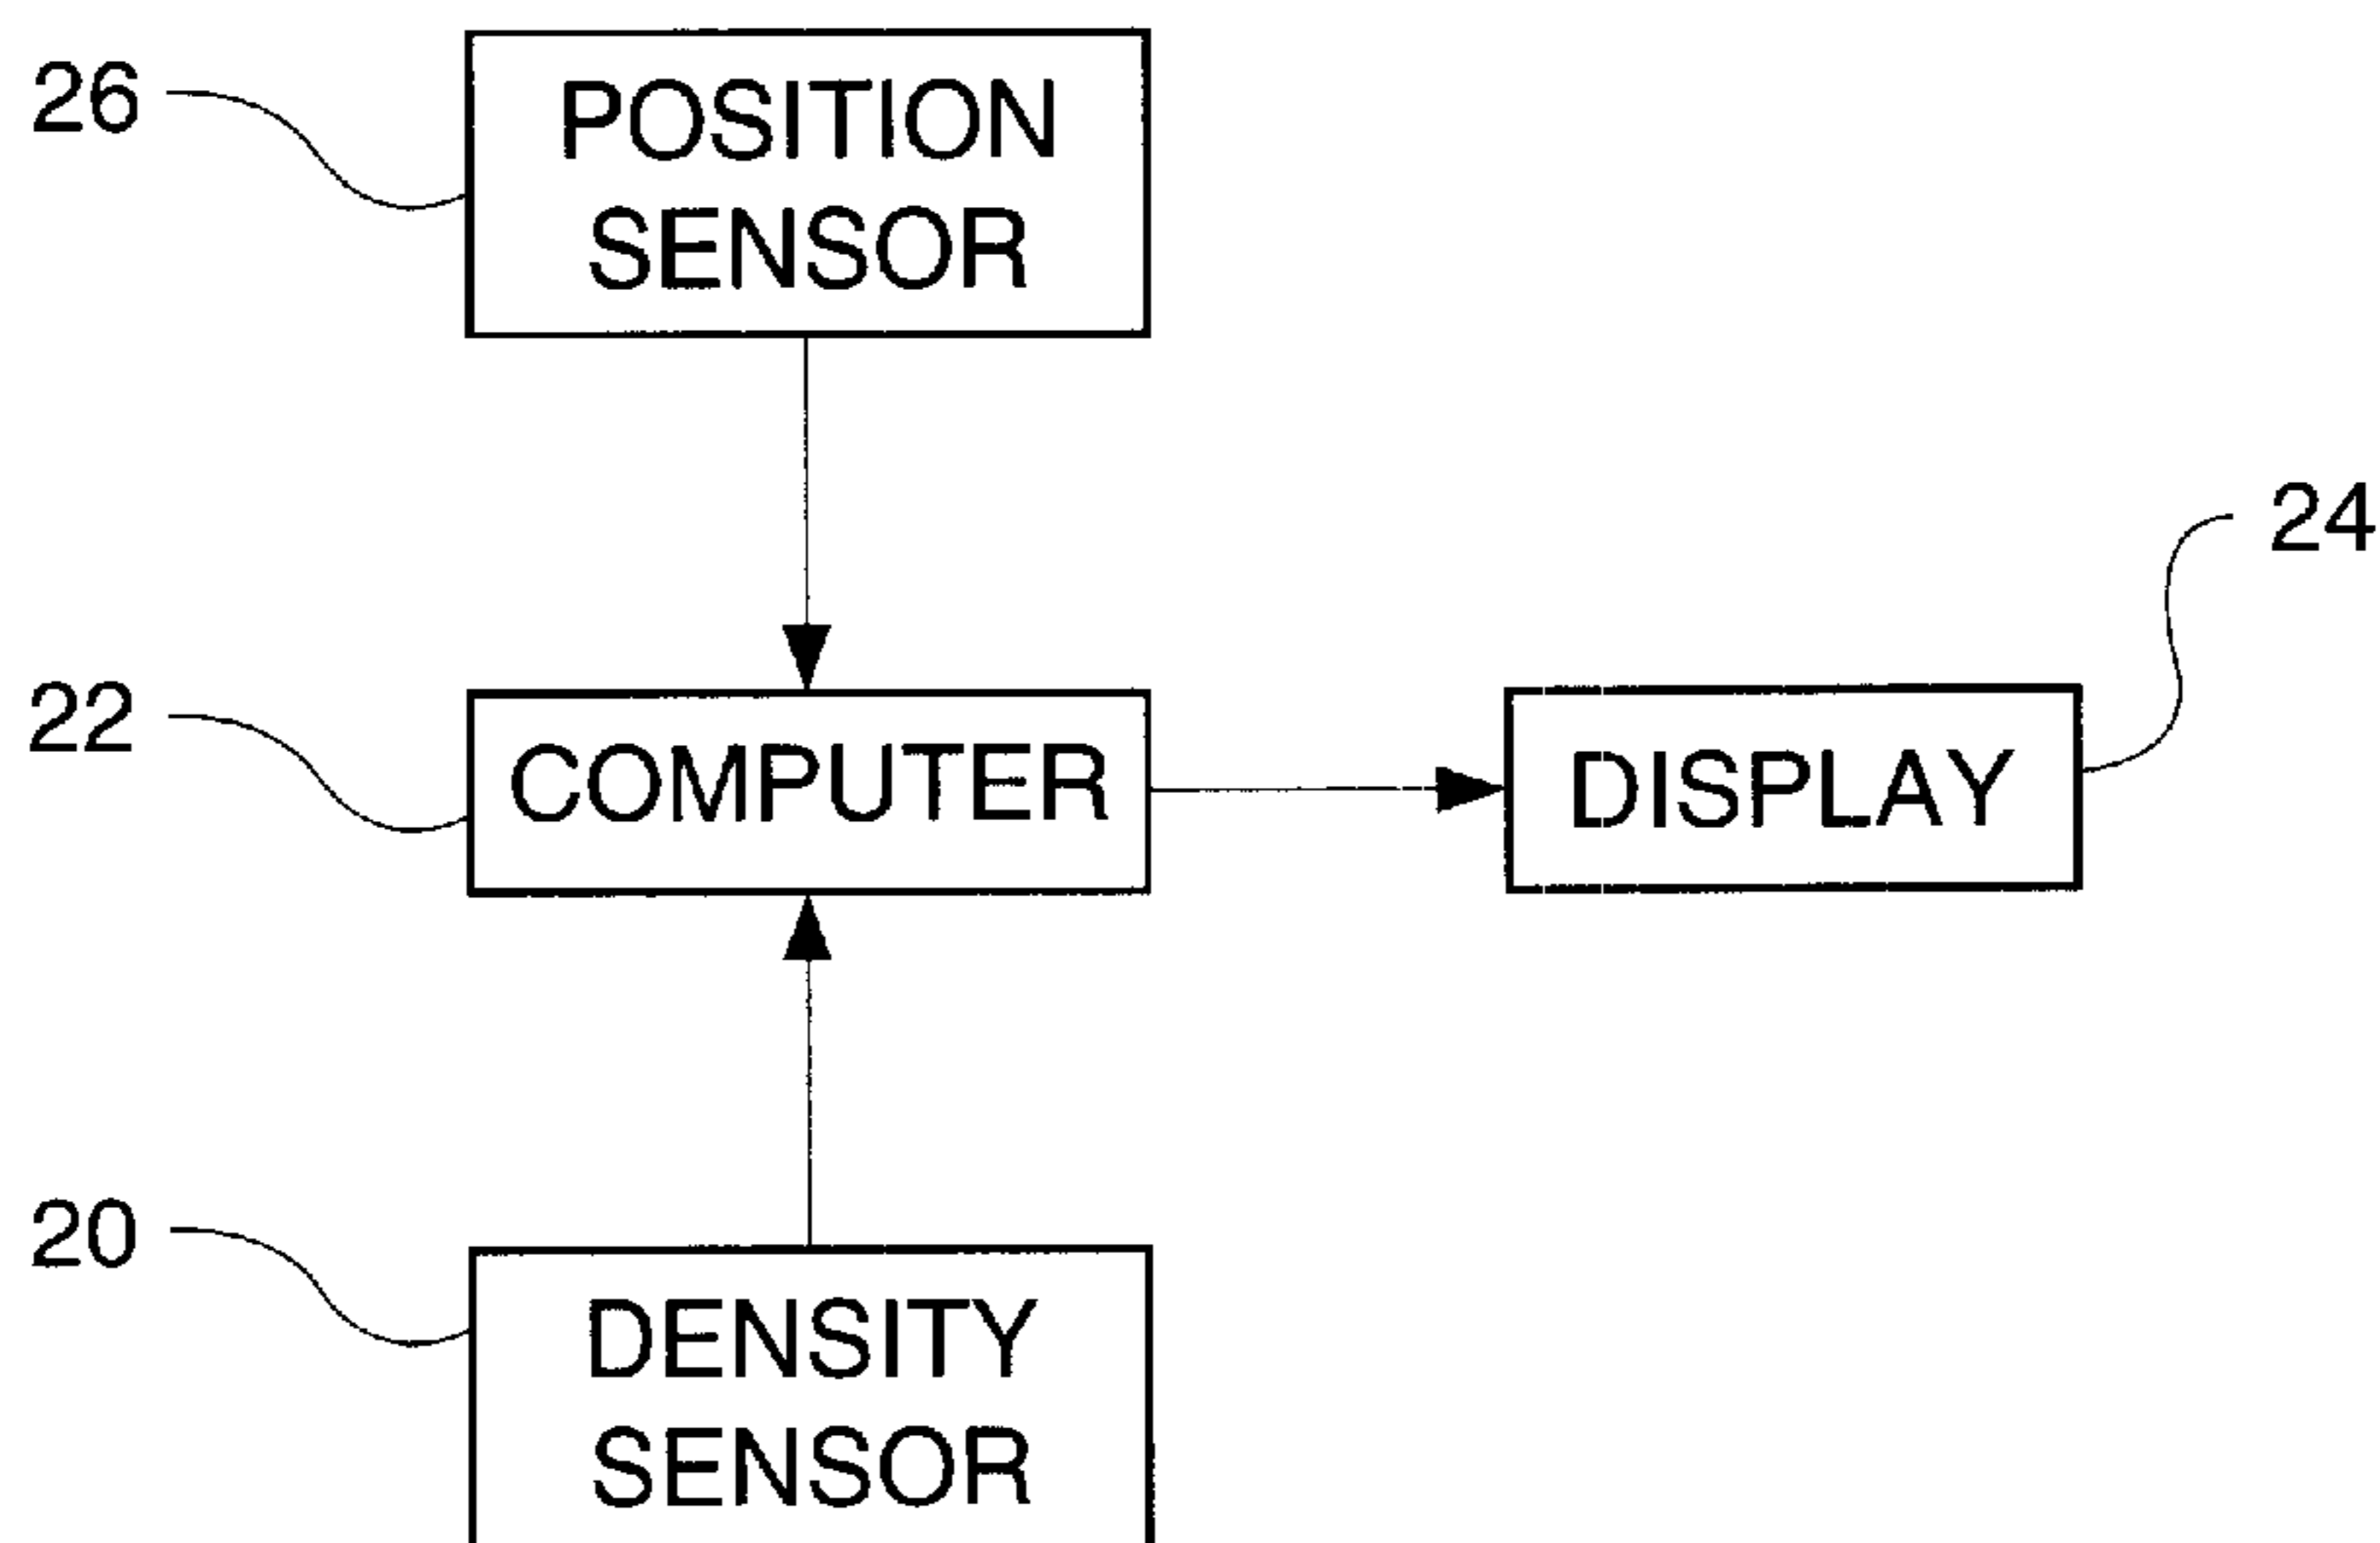 26
POSITION
SENSOR
24
22
COMPUTER
DISPLAY
20
DENSITY
SENSOR